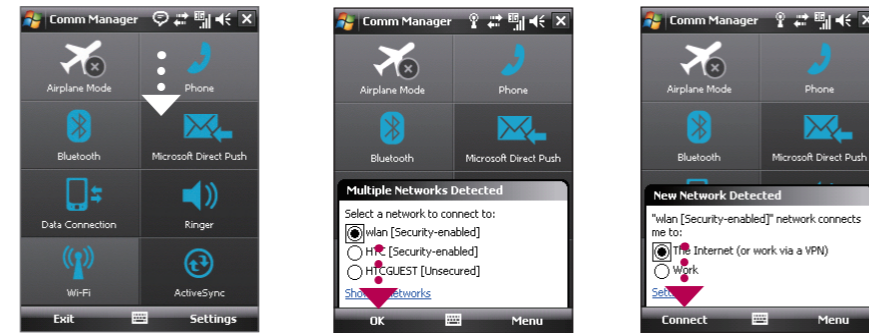 Comm Manager
Airplane Mode
Phone
Bluetooth
Microsoft Direct Push
Data Connection
Ringer
Wi-Fi
ActiveSync
Exit
Settings
Comm Manager
Airplane Mode
Phone
Bluetooth
Microsoft Direct Push
Multiple Networks Detected
Select a network to connect to:
wlan [Security-enabled]
HTC [Security-enabled]
HTCGUEST [Unsecured]
OK
Menu
Comm Manager
Airplane Mode
Phone
Bluetooth
Microsoft Direct Push
New Network Detected
"wlan [Security-enabled]" network connects
me to:
The Internet (or work via a VPN)
Work
Connect
Menu